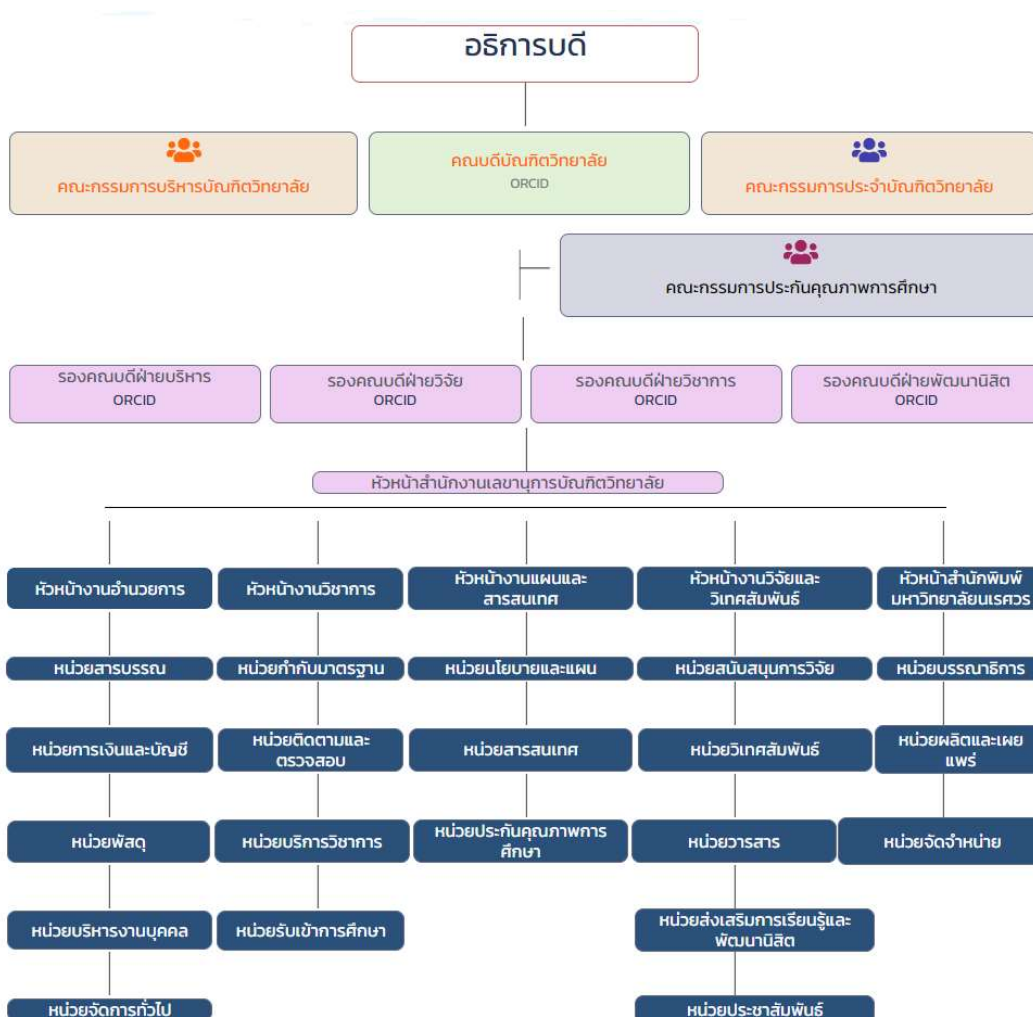 อธิการบดี
คณะกรรมการบริหารบัณฑิตวิทยาลัย
คณบดีบัณฑิตวิทยาลัย
ORCID
คณะกรรมการประจำบัณฑิตวิทยาลัย
คณะกรรมการประกันคุณภาพการศึกษา
รองคณบดีฝ่ายบริหาร
ORCID
รองคณบดีฝ่ายวิจัย
ORCID
รองคณบดีฝ่ายวิชาการ
ORCID
รองคณบดีฝ่ายพัฒนานิสิต
ORCID
หัวหน้าสำนักงานเลขานุการบัณฑิตวิทยาลัย
หัวหน้างานอำนวยการ
หัวหน้างานวิชาการ
หัวหน้างานแผนและ
สารสนเทศ
หัวหน้างานวิจัยและ
วิเทศสัมพันธ์
หัวหน้าสำนักพิมพ์
มหาวิทยาลัยนเรศวร
หน่วยสารบรรณ
หน่วยกำกับมาตรฐาน
หน่วยนโยบายและแผน
หน่วยสนับสนุนการวิจัย
หน่วยบรรณาธิการ
หน่วยการเงินและบัญชี
หน่วยติดตามและ
ตรวจสอบ
หน่วยสารสนเทศ
หน่วยวิเทศสัมพันธ์
หน่วยผลิตและเผย
แพร่
หน่วยพัสดุ
หน่วยบริการวิชาการ
หน่วยประกันคุณภาพการ
ศึกษา
หน่วยวารสาร
หน่วยจัดจำหน่าย
หน่วยบริหารงานบุคคล
หน่วยรับเข้าการศึกษา
หน่วยส่งเสริมการเรียนรู้และ
พัฒนานิสิต
หน่วยจัดการทั่วไป
หน่วยประชาสัมพันธ์